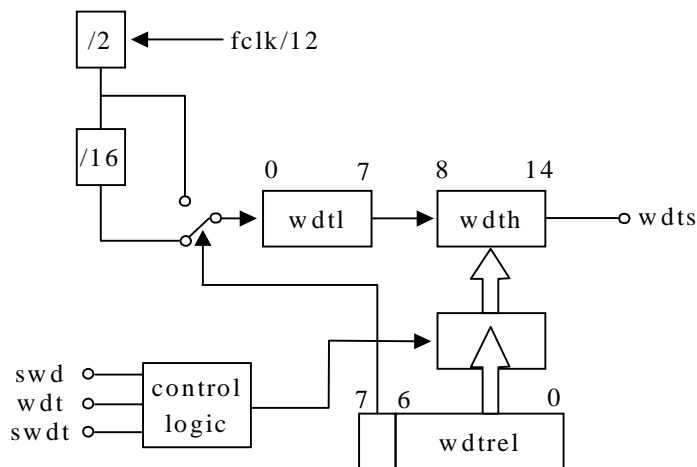 /2
fclk/12
/16
0 7 8 14
wdtl
wdth
wdts
swd
wdt
swdt
control
logic
7 6 0
wdtrel